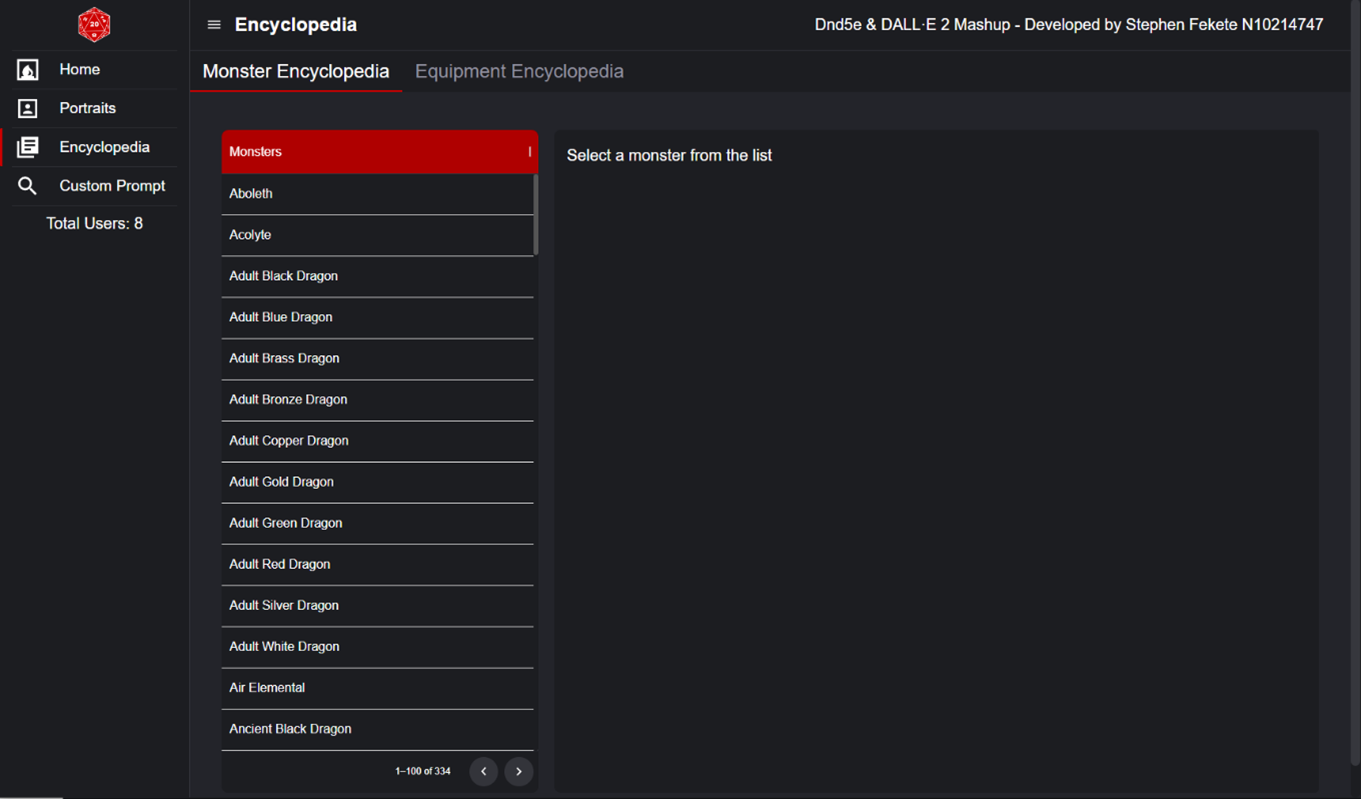 20
Encyclopedia
Dnd5e & DALL·E 2 Mashup - Developed by Stephen Fekete N10214747
Home
Portraits
Encyclopedia
Custom Prompt
Total Users: 8
Monster Encyclopedia
Equipment Encyclopedia
Monsters
Aboleth
Acolyte
Adult Black Dragon
Adult Blue Dragon
Adult Brass Dragon
Adult Bronze Dragon
Adult Copper Dragon
Adult Gold Dragon
Adult Green Dragon
Adult Red Dragon
Adult Silver Dragon
Adult White Dragon
Air Elemental
Ancient Black Dragon
1–100 of 334
Select a monster from the list